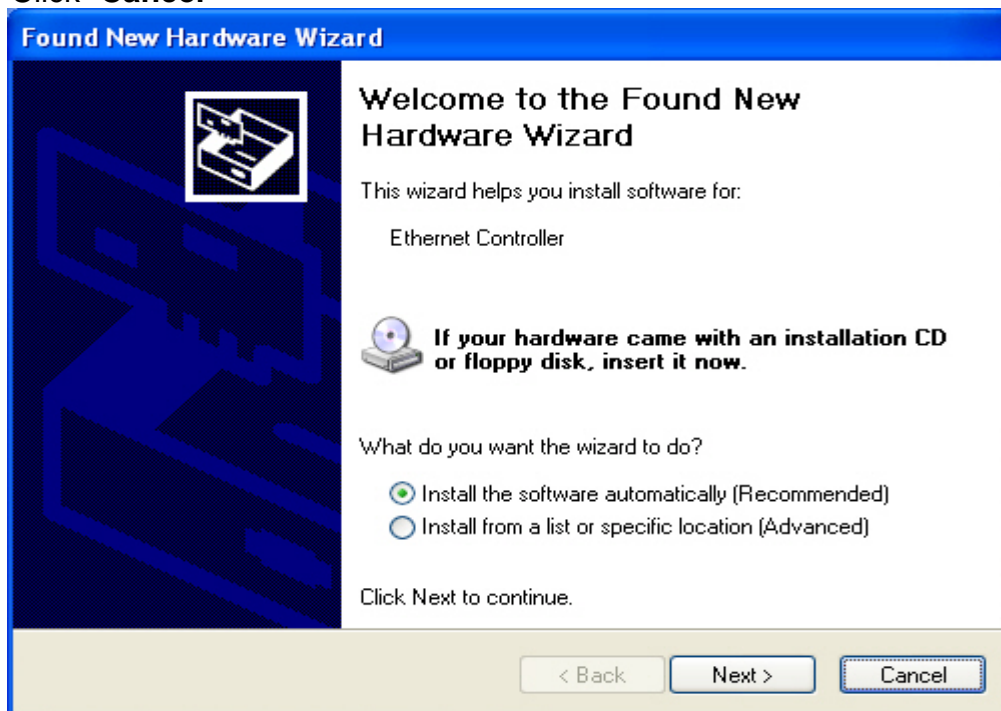 Click "Cancel"
Found New Hardware Wizard
Welcome to the Found New
Hardware Wizard
This wizard helps you install software for:
Ethernet Controller
If your hardware came with an installation CD
or floppy disk, insert it now.
What do you want the wizard to do?
Install the software automatically (Recommended)
Install from a list or specific location (Advanced)
Click Next to continue.
< Back
Next >
Cancel